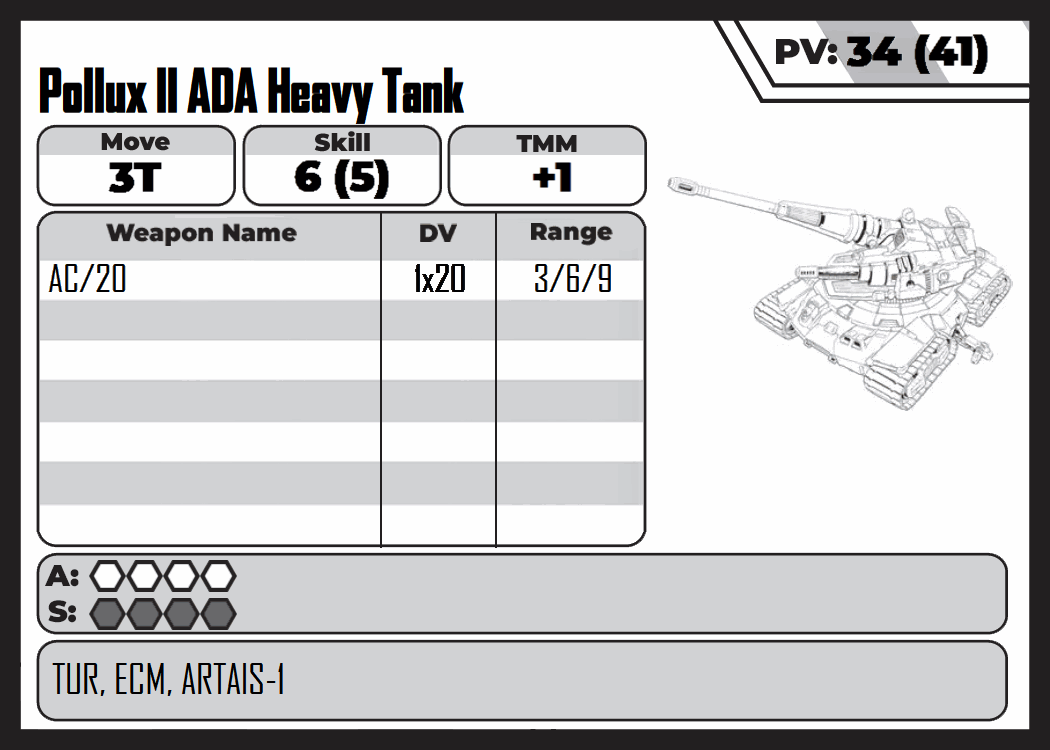 PV: 34 (41)
Pollux II ADA Heavy Tank
Move Skill TMM
3T 6 (5) +1
Weapon Name DV Range
AC/20 1x20 3/6/9
A:
S:
TUR, ECM, ARTAIS-1